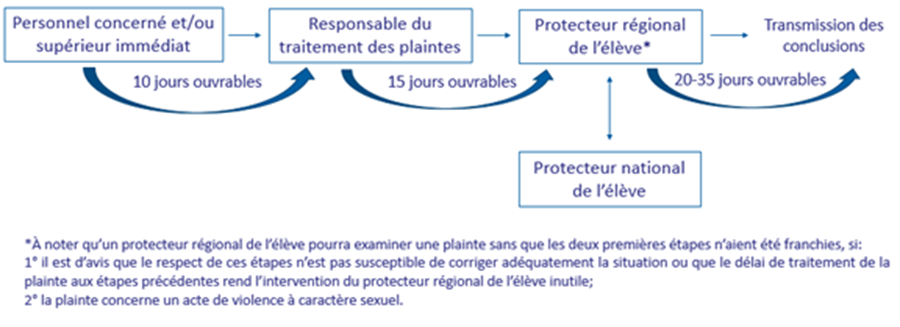 Personnel concerné et/ou
supérieur immédiat
Responsable du
traitement des plaintes
Protecteur régional
de l'élève*
Transmission des
conclusions
10 jours ouvrables
15 jours ouvrables
20-35 jours ouvrables
Protecteur national
de l'élève
*À noter qu'un protecteur régional de l'élève pourra examiner une plainte sans que les deux premières étapes n'aient été franchies, si:
1° il est d'avis que le respect de ces étapes n'est pas susceptible de corriger adéquatement la situation ou que le délai de traitement de la
plainte aux étapes précédentes rend l'intervention du protecteur régional de l'élève inutile;
2° la plainte concerne un acte de violence à caractère sexuel.